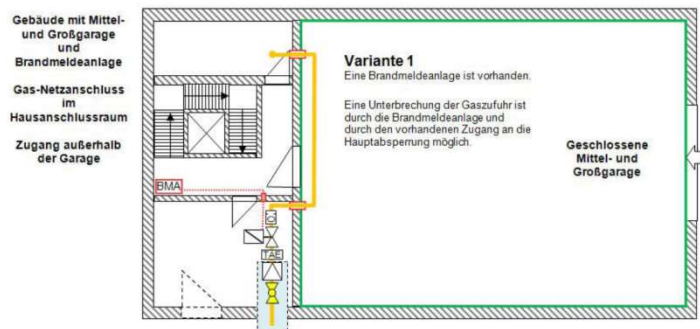 Gebäude mit Mittel-
und Großgarage
und
Brandmeldeanlage
Gas-Netzanschluss
im
Hausanschlussraum
Zugang außerhalb
der Garage
Variante 1
Eine Brandmeldeanlage ist vorhanden.
Eine Unterbrechung der Gaszufuhr ist
durch die Brandmeldeanlage und
durch den vorhandenen Zugang an die
Hauptabsperrung möglich.
Geschlossene
Mittel- und
Großgarage
BMA
TAE